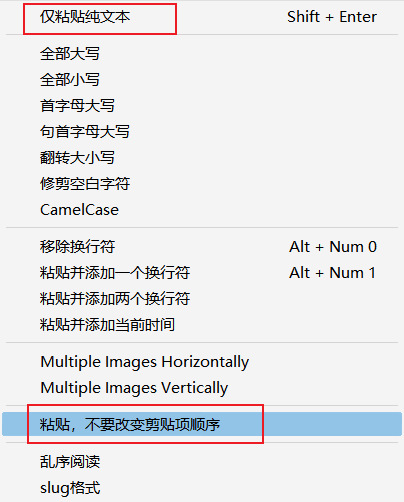 仅粘贴纯文本 Shift + Enter
全部大写
全部小写
首字母大写
句首字母大写
翻转大小写
修剪空白字符
CamelCase
移除换行符 Alt + Num 0
粘贴并添加一个换行符 Alt + Num 1
粘贴并添加两个换行符
粘贴并添加当前时间
Multiple Images Horizontally
Multiple Images Vertically
粘贴，不要改变剪贴项顺序
乱序阅读
slug格式